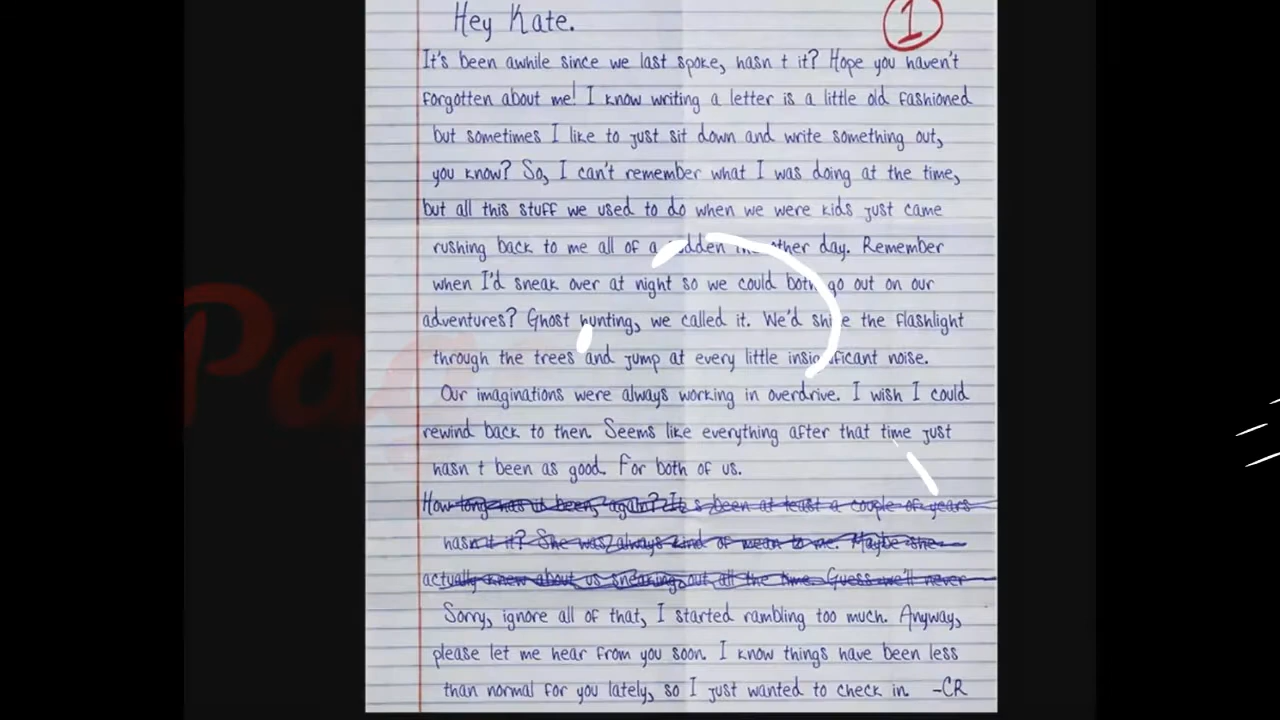 Hey Kate.
1
It's been awhile since we last spoke, hasn t it? Hope you haven't
forgotten about me! I know writing a letter is a little old fashioned
but sometimes I like to just sit down and write something out,
you know? So, I can't remember what I was doing at the time,
but all this stuff we used to do when we were kids just came
rushing back to me all of a sudden the other day. Remember
when I'd sneak over at night so we could both go out on our
adventures? Ghost hunting, we called it. We'd shine the flashlight
through the trees and jump at every little insignificant noise.
Our imaginations were always working in overdrive. I wish I could
rewind back to then. Seems like everything after that time just
hasn t been as good. For both of us.
How long has it been, again? It s been at least a couple of years
hasn t it? She was always kind of mean to me. Maybe she
actually knew about us sneaking out all the time. Guess we'll never
Sorry, ignore all of that, I started rambling too much. Anyway,
please let me hear from you soon. I know things have been less
than normal for you lately, so I just wanted to check in. -CR